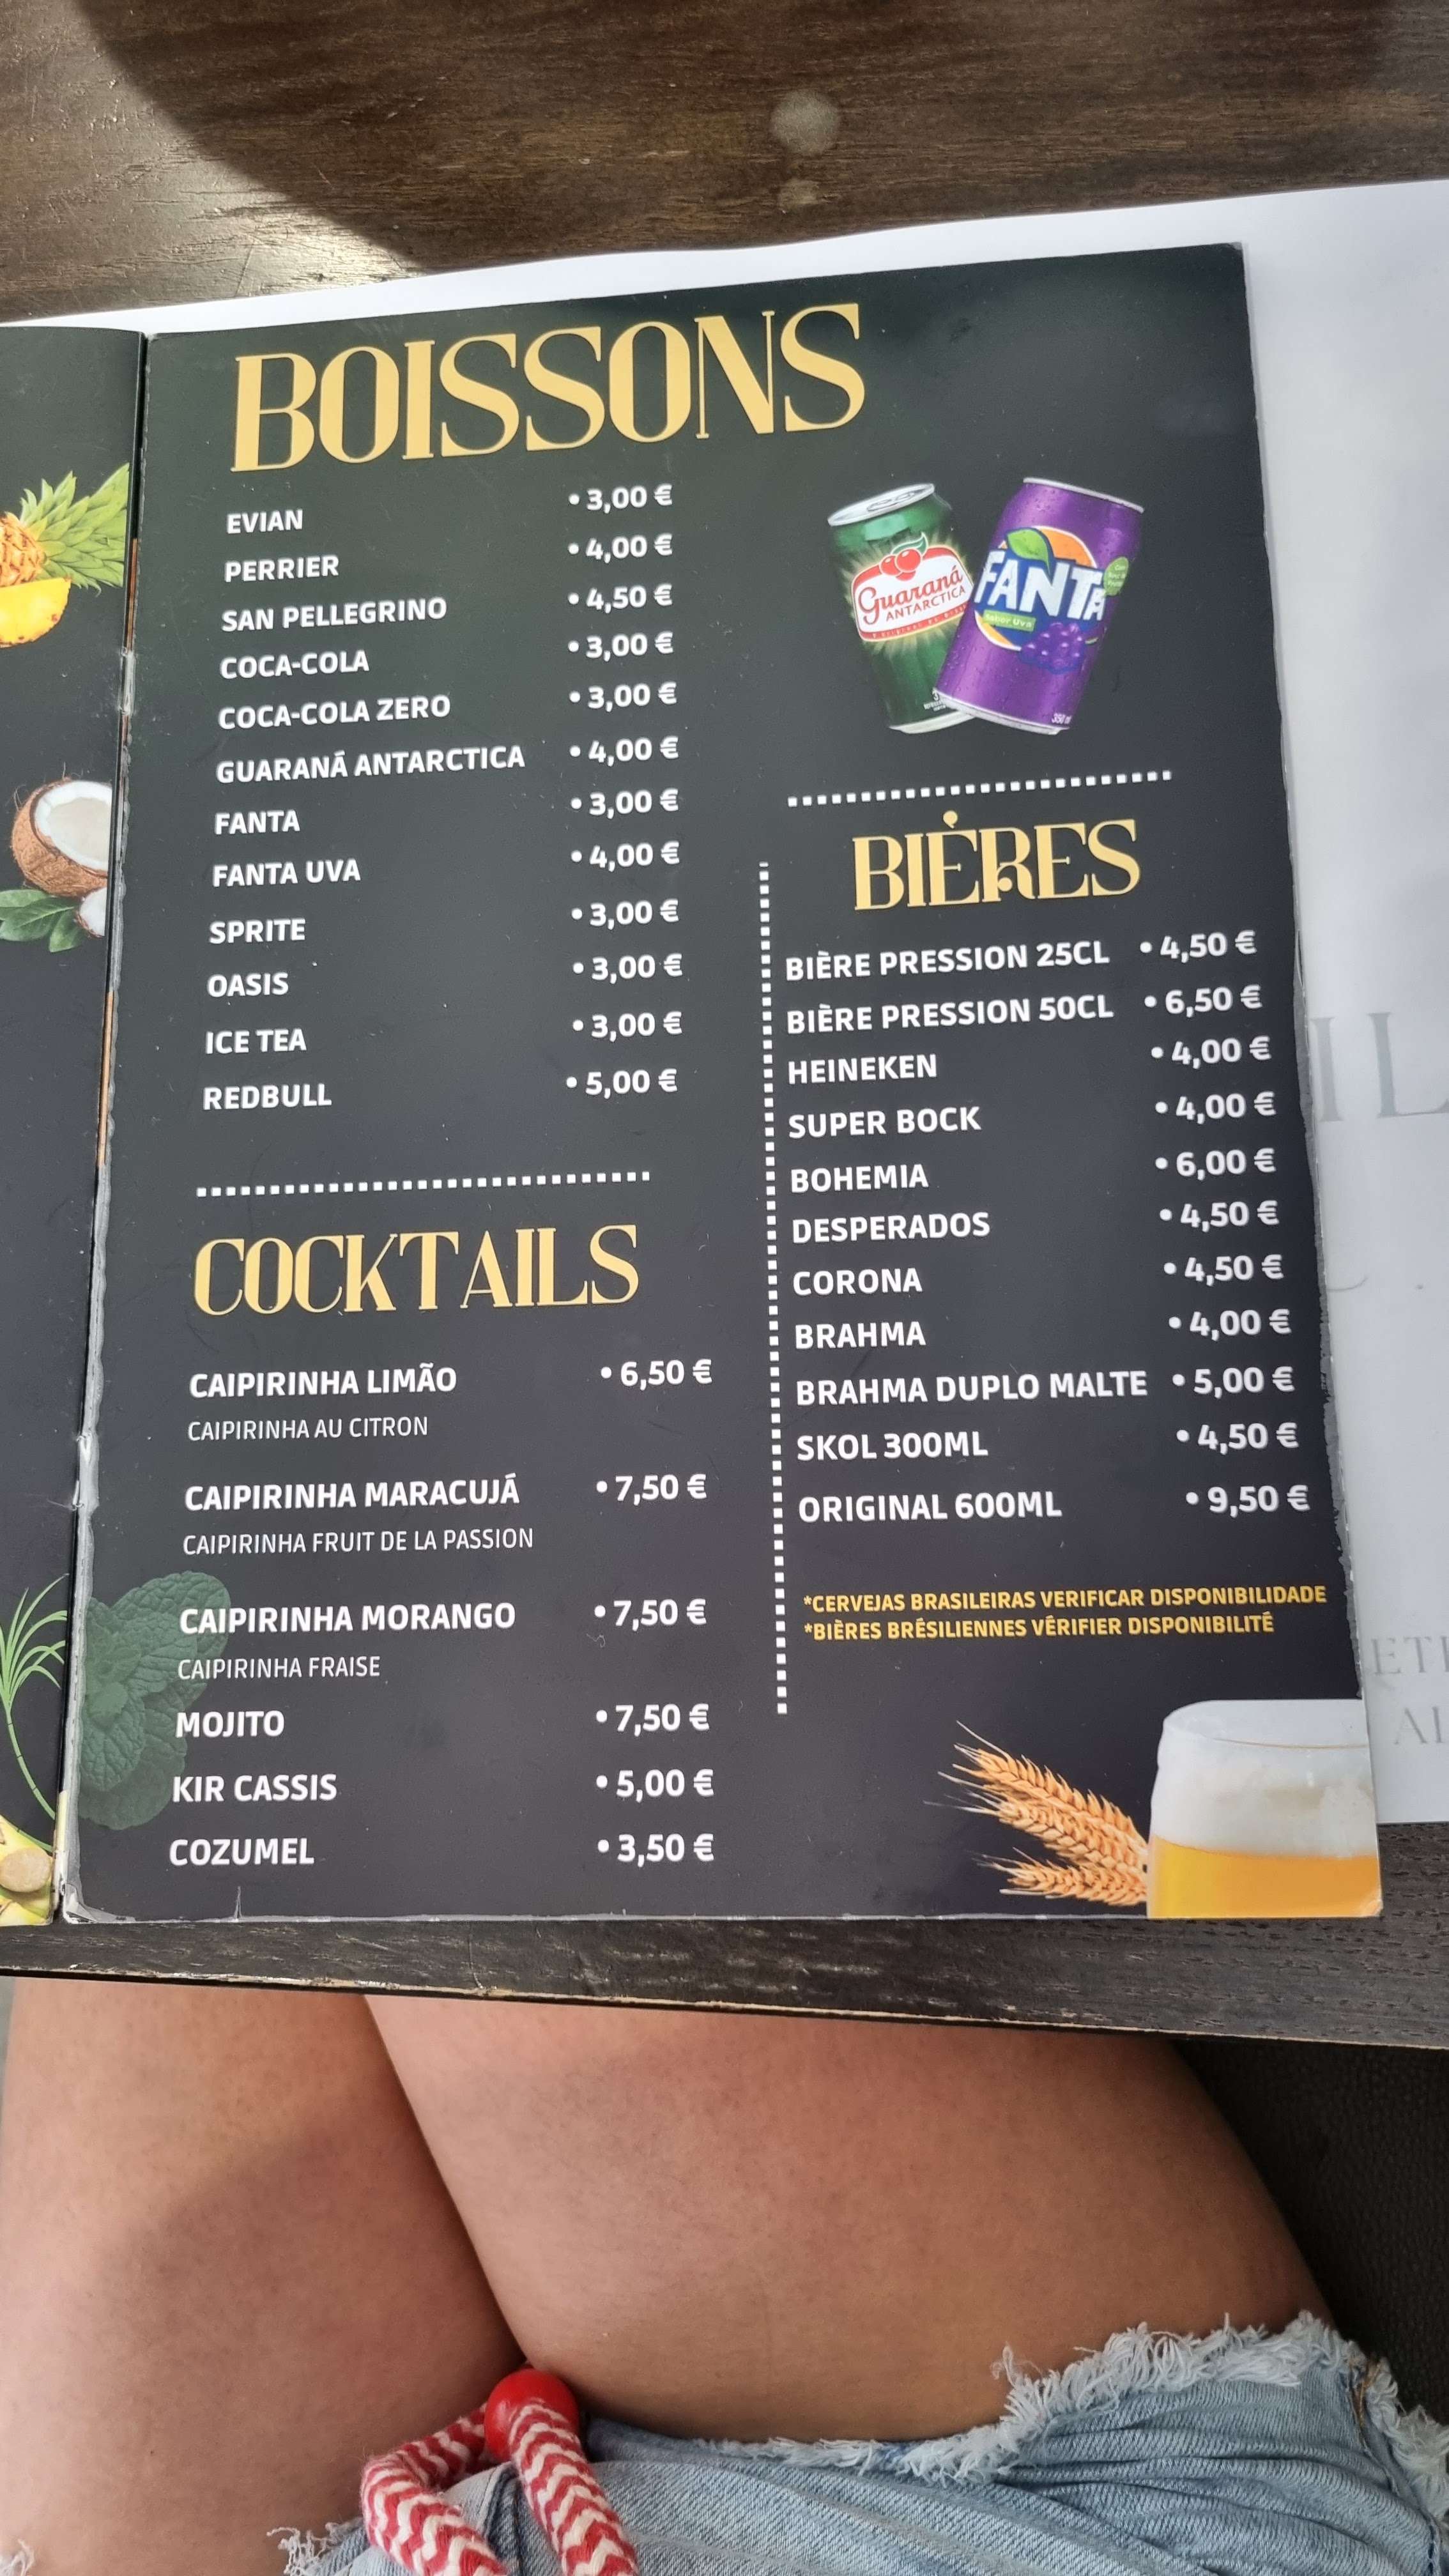 BOISSONS
EVIAN • 3,00 €
PERRIER • 4,00 €
SAN PELLEGRINO • 4,50 €
COCA-COLA • 3,00 €
COCA-COLA ZERO • 3,00 €
GUARANÁ ANTARCTICA • 4,00 €
FANTA • 3,00 €
FANTA UVA • 4,00 €
SPRITE • 3,00 €
OASIS • 3,00 €
ICE TEA • 3,00 €
REDBULL • 5,00 €
COCKTAILS
CAIPIRINHA LIMÃO • 6,50 €
CAIPIRINHA AU CITRON
CAIPIRINHA MARACUJÁ • 7,50 €
CAIPIRINHA FRUIT DE LA PASSION
CAIPIRINHA MORANGO • 7,50 €
CAIPIRINHA FRAISE
MOJITO • 7,50 €
KIR CASSIS • 5,00 €
COZUMEL • 3,50 €
Guaraná
ANTARCTICA
FANTA
sabor Uva
BIÈRES
BIÈRE PRESSION 25CL • 4,50 €
BIÈRE PRESSION 50CL • 6,50 €
HEINEKEN • 4,00 €
SUPER BOCK • 4,00 €
BOHEMIA • 6,00 €
DESPERADOS • 4,50 €
CORONA • 4,50 €
BRAHMA • 4,00 €
BRAHMA DUPLO MALTE • 5,00 €
SKOL 300ML • 4,50 €
ORIGINAL 600ML • 9,50 €
*CERVEJAS BRASILEIRAS VERIFICAR DISPONIBILIDADE
*BIÈRES BRÉSILIENNES VÉRIFIER DISPONIBILITÉ